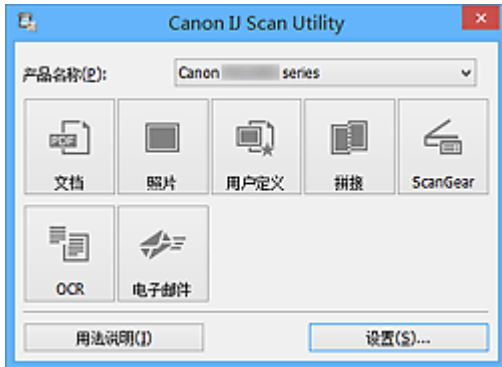 Canon IJ Scan Utility
产品名称(P): Canon series
PDF
文档 照片 用户定义 拼接 ScanGear
OCR 电子邮件
用法说明(I) 设置(S)...